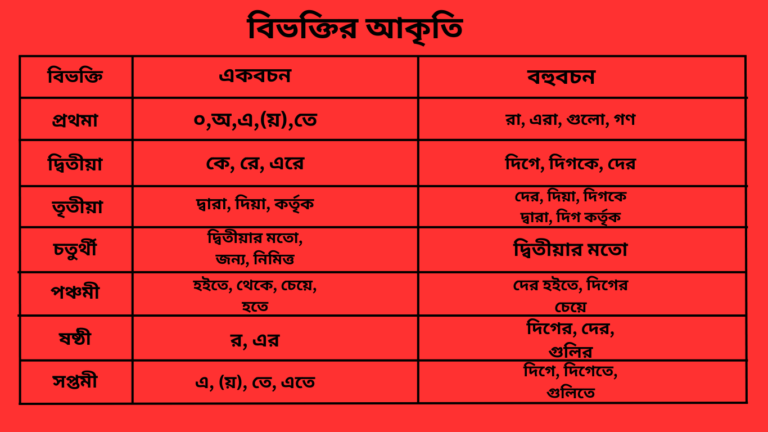 বিভক্তির আকৃতি
বিভক্তি একবচন বহুবচন
প্রথমা ০,অ,এ,(য়),তে রা, এরা, গুলো, গণ
দ্বিতীয়া কে, রে, এরে দিগে, দিগকে, দের
তৃতীয়া দ্বারা, দিয়া, কর্তৃক দের, দিয়া, দিগকে
দ্বারা, দিগ কর্তৃক
চতুর্থী দ্বিতীয়ার মতো,
জন্য, নিমিত্ত দ্বিতীয়ার মতো
পঞ্চমী হইতে, থেকে, চেয়ে,
হতে দের হইতে, দিগের
চেয়ে
ষষ্ঠী র, এর দিগের, দের,
গুলির
সপ্তমী এ, (য়), তে, এতে দিগে, দিগেতে,
গুলিতে